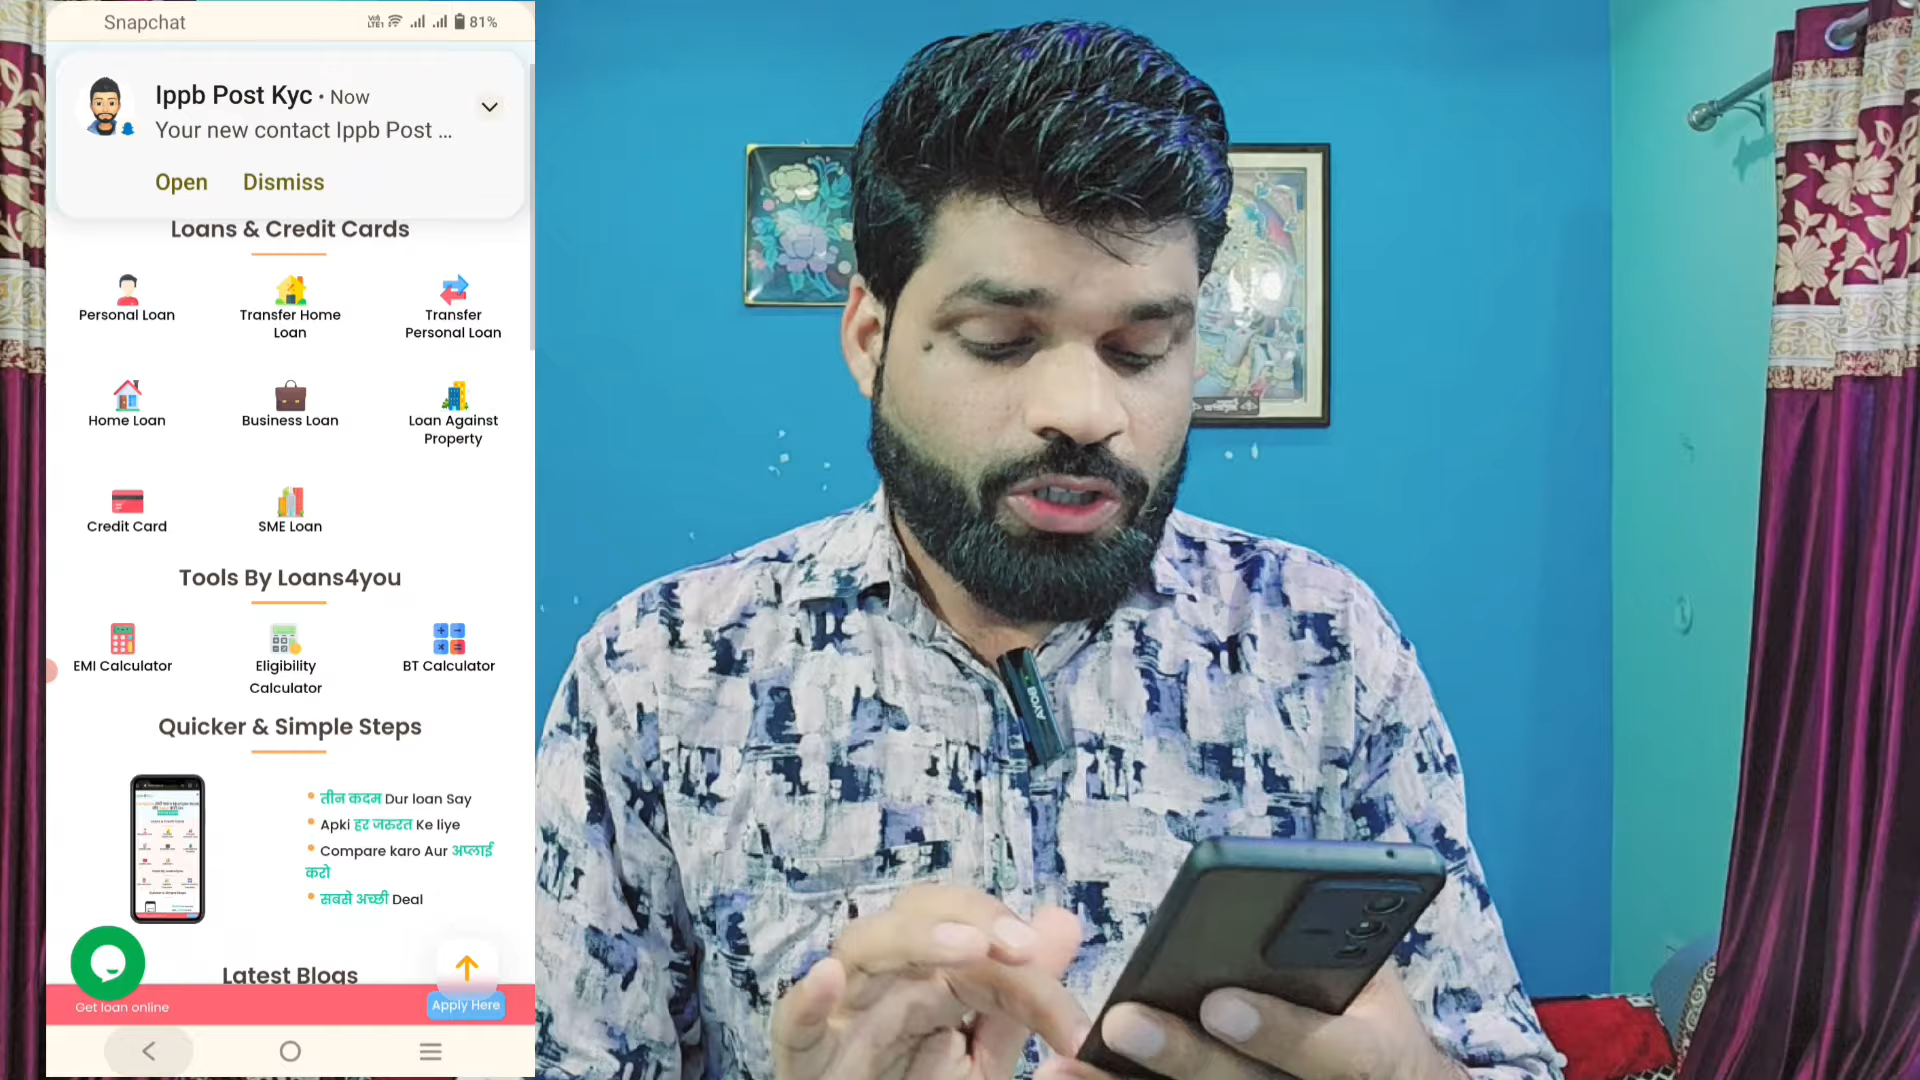 Snapchat
81%
Ippb Post Kyc • Now
Your new contact Ippb Post ...
Open
Dismiss
Loans & Credit Cards
Personal Loan
Transfer Home
Loan
Transfer
Personal Loan
Home Loan
Business Loan
Loan Against
Property
Credit Card
SME Loan
Tools By Loans4you
EMI Calculator
Eligibility
Calculator
BT Calculator
Quicker & Simple Steps
• तीन कदम Dur loan Say
• Apki हर जरुरत Ke liye
• Compare karo Aur अप्लाई
करो
• सबसे अच्छी Deal
Latest Blogs
Get loan online
Apply Here